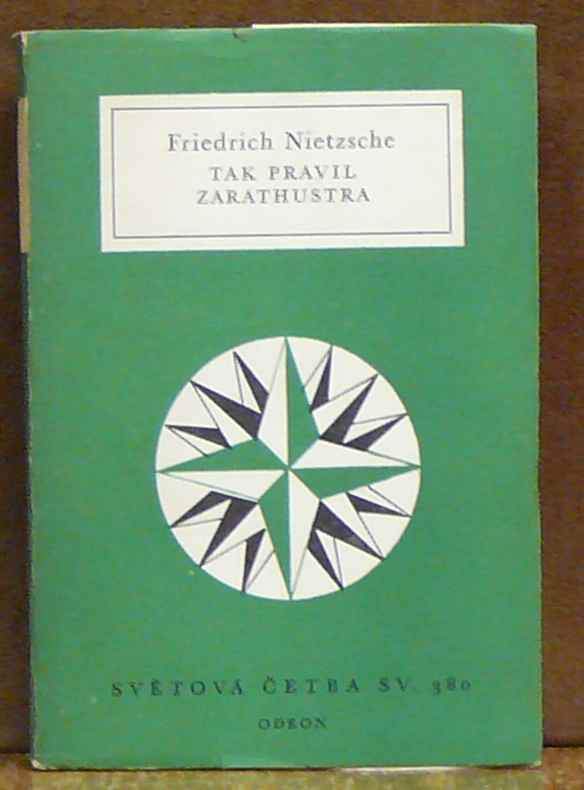 Friedrich Nietzsche
TAK PRAVIL
ZARATHUSTRA
SVĚTOVÁ ČETBA SV. 380
ODEON